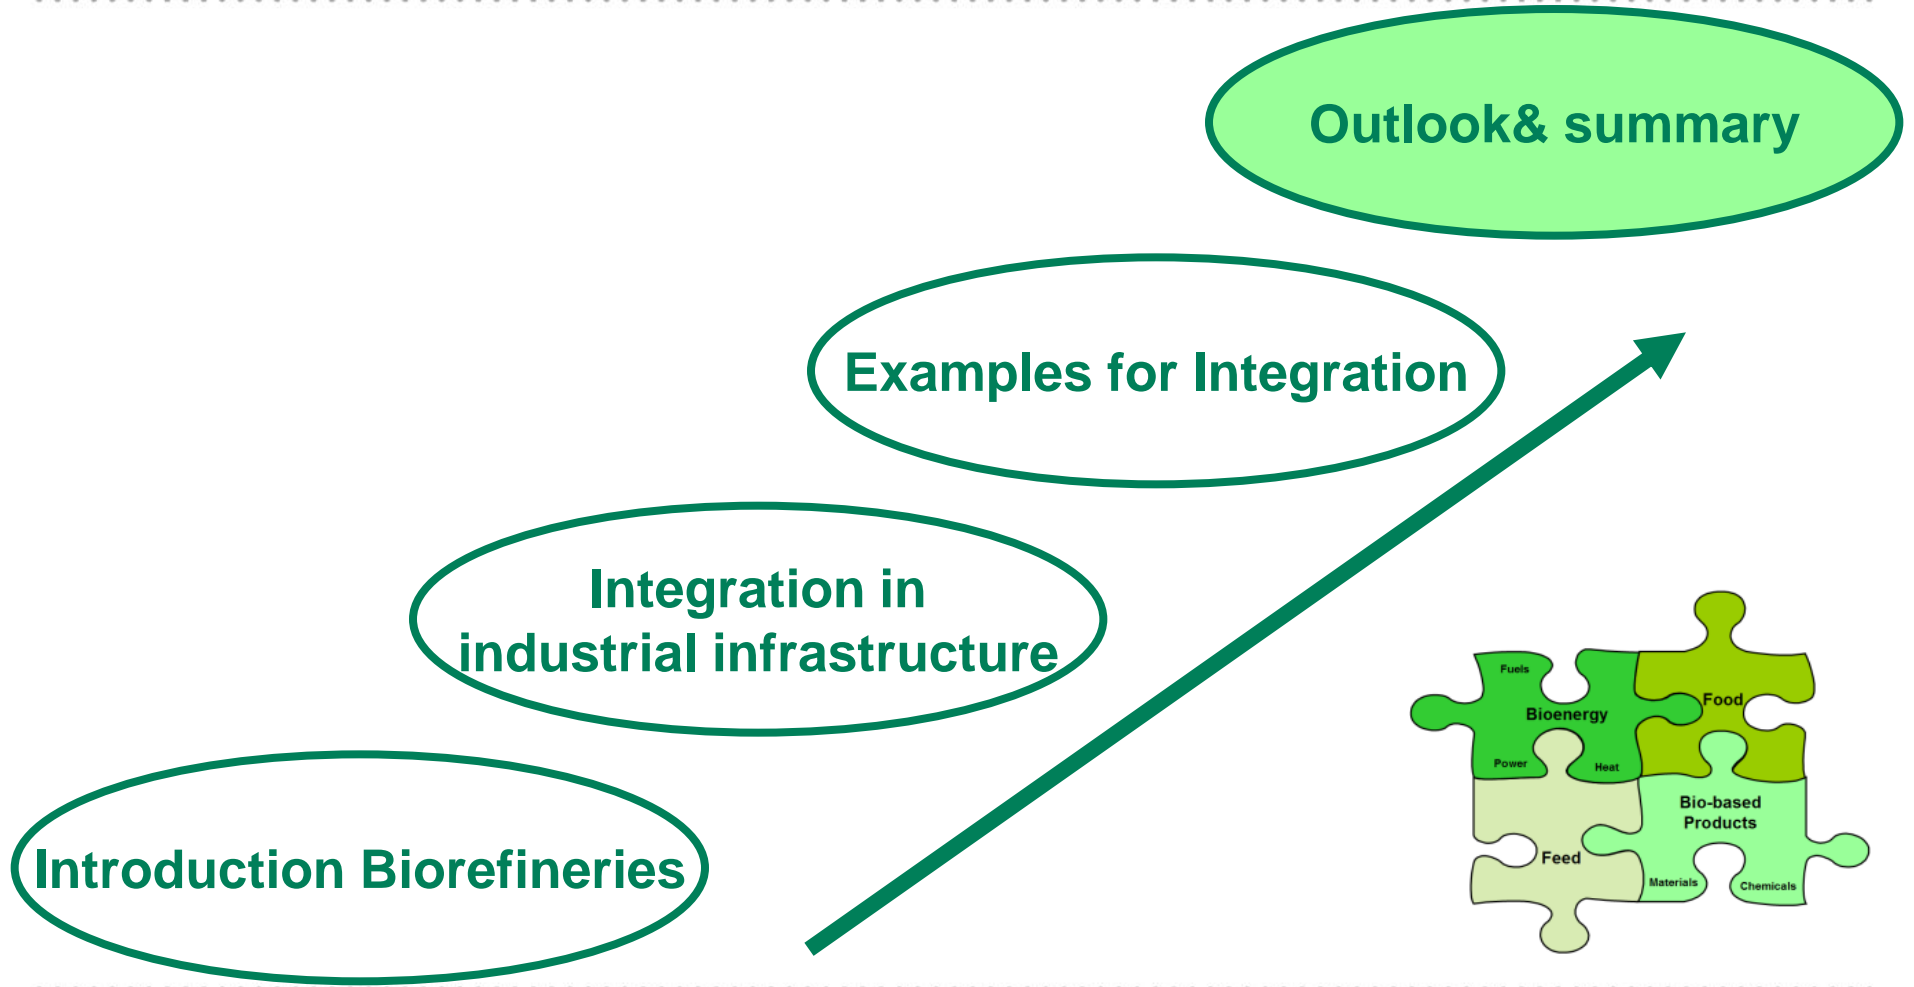 Outlook& summary
Examples for Integration
Integration in
industrial infrastructure
Introduction Biorefineries
Fuels
Bioenergy
Power
Heat
Food
Feed
Bio-based
Products
Materials
Chemicals